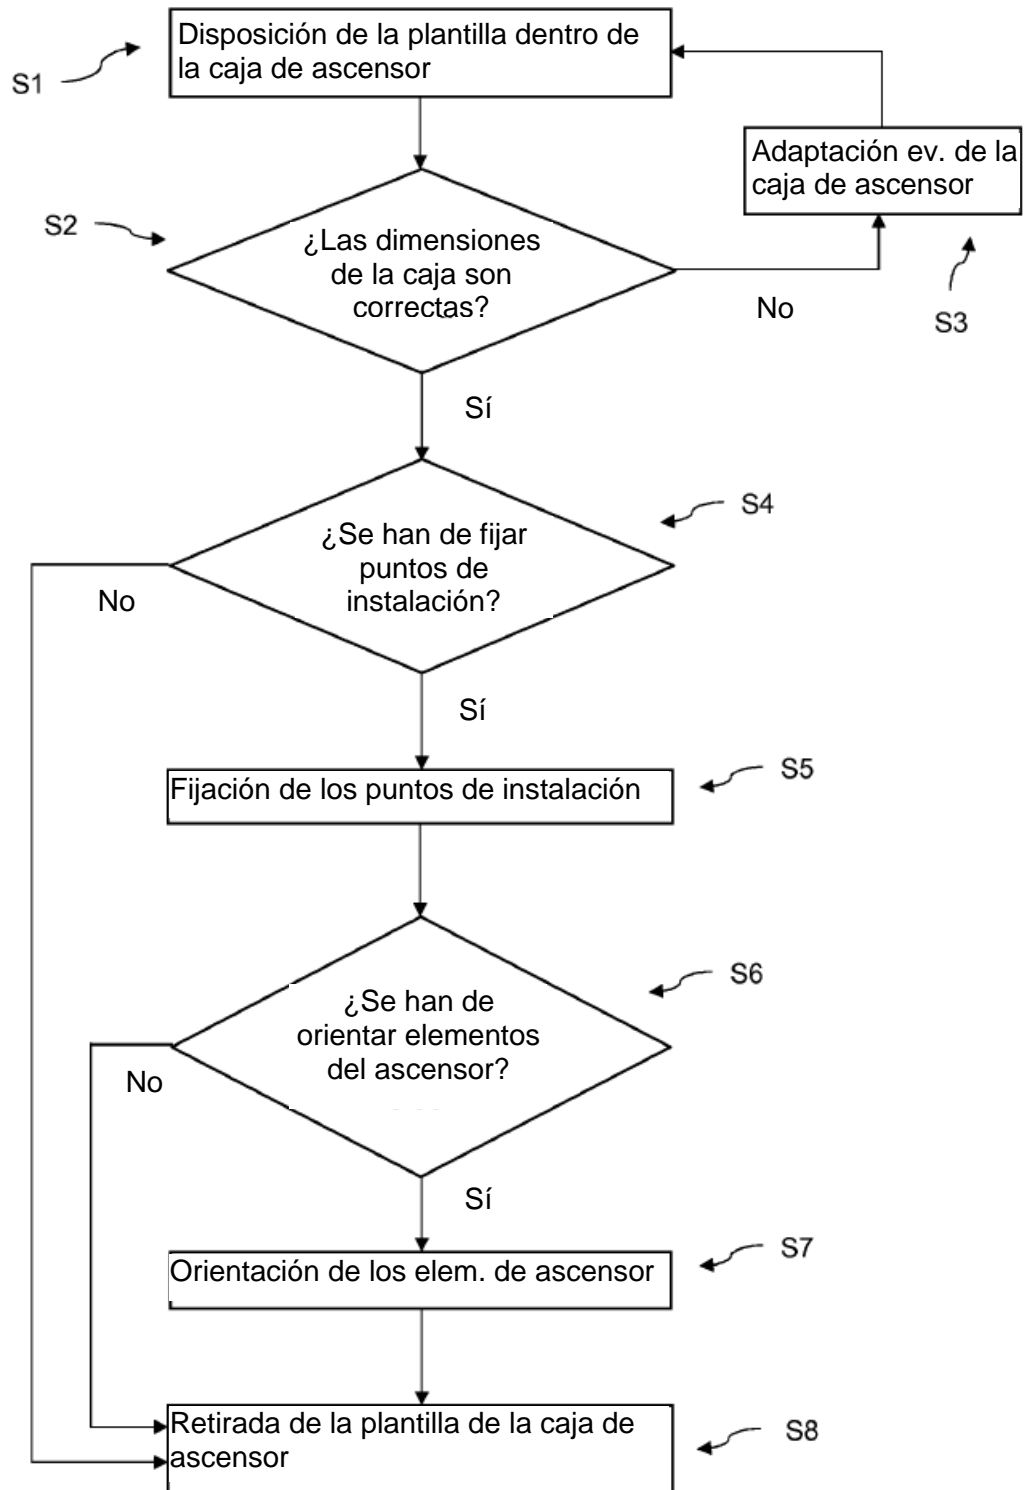 Disposición de la plantilla dentro de
la caja de ascensor
S1
Adaptación ev. de la
caja de ascensor
S2
¿Las dimensiones
de la caja son
correctas?
No
S3
Sí
S4
¿Se han de fijar
puntos de
instalación?
No
Sí
S5
Fijación de los puntos de instalación
S6
¿Se han de
orientar elementos
del ascensor?
No
Sí
S7
Orientación de los elem. de ascensor
Retirada de la plantilla de la caja de
ascensor
S8